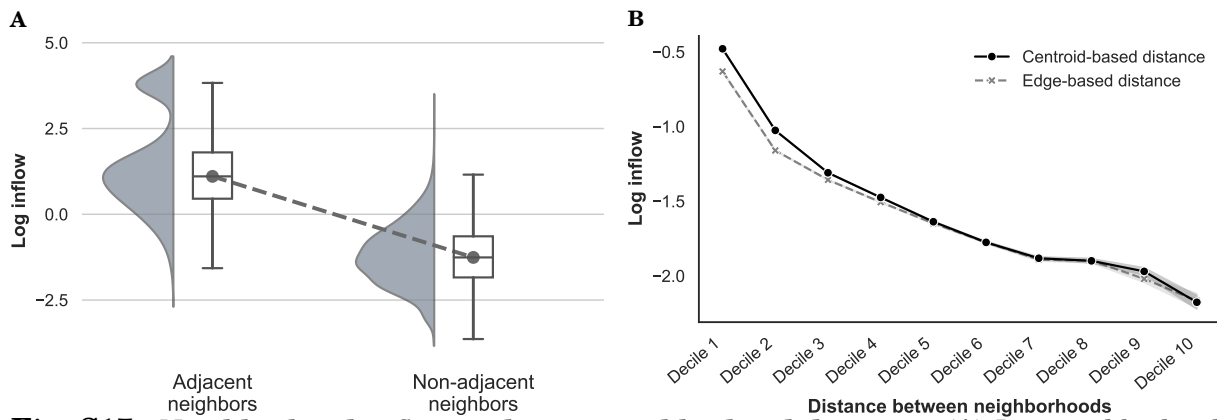 A
5.0
2.5
0.0
−2.5
Log inflow
Adjacent
neighbors
Non-adjacent
neighbors
B
−0.5
−1.0
−1.5
−2.0
Log inflow
Centroid-based distance
Edge-based distance
Decile 1
Decile 2
Decile 3
Decile 4
Decile 5
Decile 6
Decile 7
Decile 8
Decile 9
Decile 10
Distance between neighborhoods